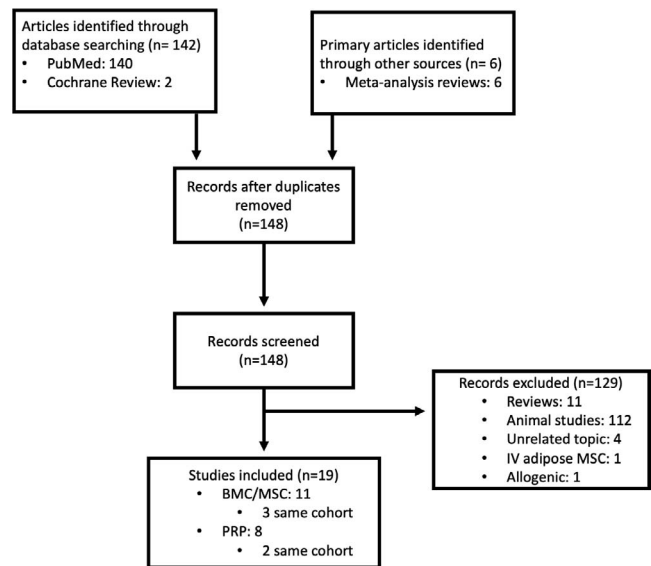 Articles identified through
database searching (n= 142)
• PubMed: 140
• Cochrane Review: 2
Primary articles identified
through other sources (n= 6)
• Meta-analysis reviews: 6
Records after duplicates
removed
(n=148)
Records screened
(n=148)
Records excluded (n=129)
• Reviews: 11
• Animal studies: 112
• Unrelated topic: 4
• IV adipose MSC: 1
• Allogenic: 1
Studies included (n=19)
• BMC/MSC: 11
• 3 same cohort
• PRP: 8
• 2 same cohort